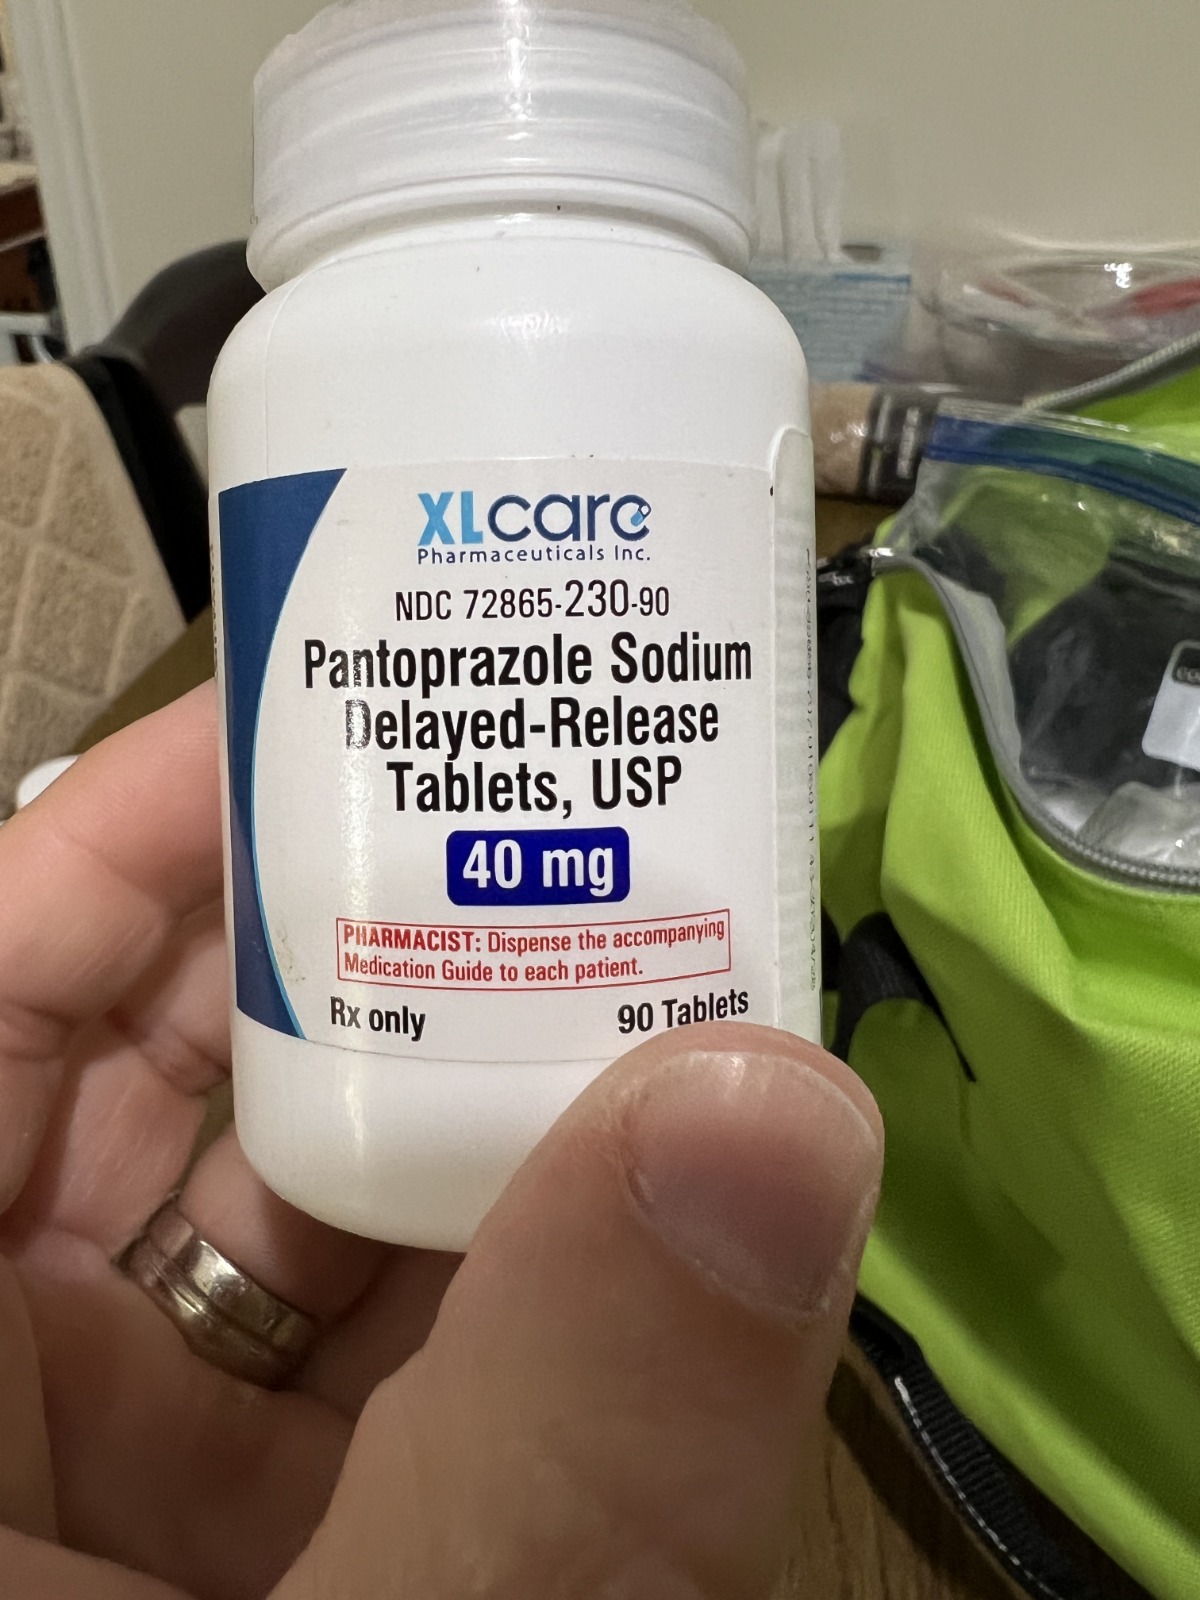 XLcare
Pharmaceuticals Inc.
NDC 72865-230-90
Pantoprazole Sodium
Delayed-Release
Tablets, USP
40 mg
PHARMACIST: Dispense the accompanying
Medication Guide to each patient.
Rx only
90 Tablets